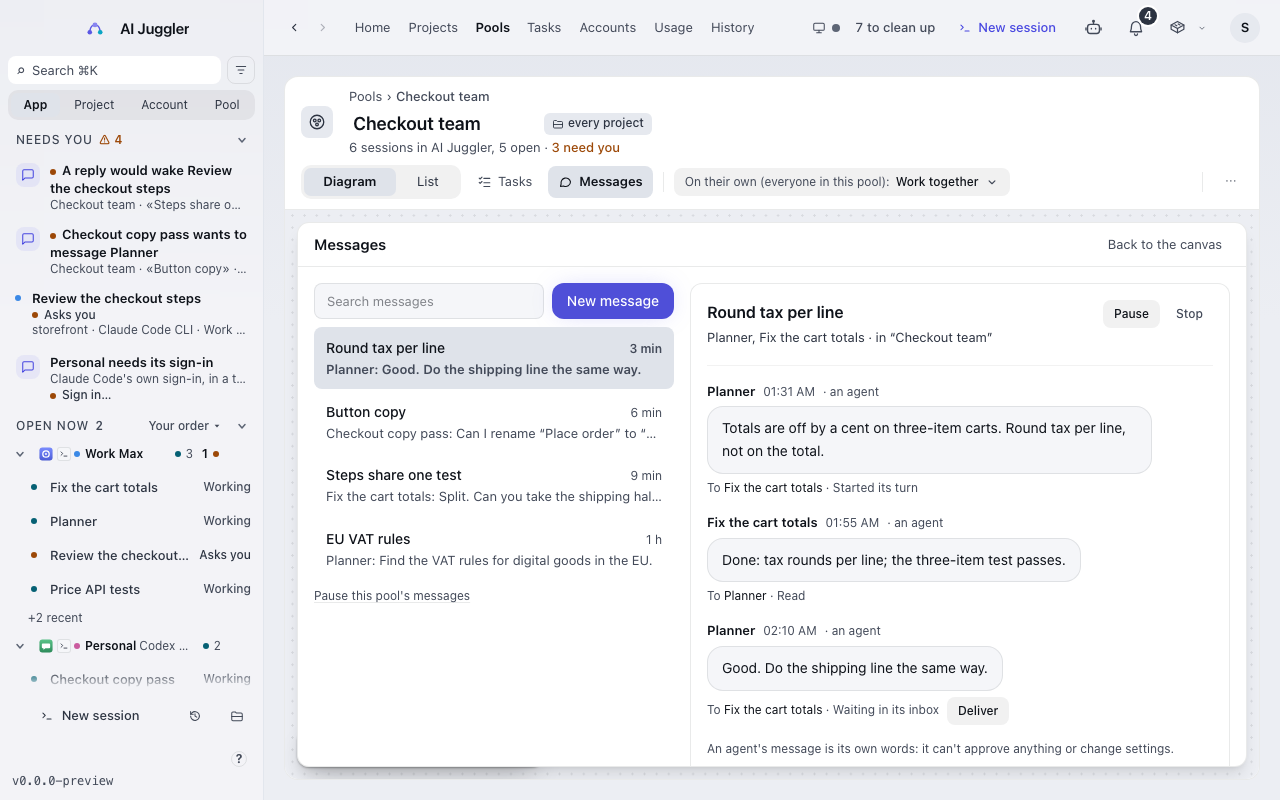 AI Juggler
Search ⌘K
App Project Account Pool
NEEDS YOU 4
A reply would wake Review
the checkout steps
Checkout team · «Steps share o…
Checkout copy pass wants to
message Planner
Checkout team · «Button copy» ·…
Review the checkout steps
Asks you
storefront · Claude Code CLI · Work …
Personal needs its sign-in
Claude Code's own sign-in, in a t…
Sign in…
OPEN NOW 2 Your order
Work Max 3 1
Fix the cart totals Working
Planner Working
Review the checkout… Asks you
Price API tests Working
+2 recent
Personal Codex … 2
Checkout copy pass Working
New session
?
v0.0.0-preview
Home Projects Pools Tasks Accounts Usage History
7 to clean up New session 4 S
Pools › Checkout team
Checkout team every project
6 sessions in AI Juggler, 5 open · 3 need you
Diagram List Tasks Messages On their own (everyone in this pool): Work together …
Messages Back to the canvas
Search messages New message
Round tax per line 3 min
Planner: Good. Do the shipping line the same way.
Button copy 6 min
Checkout copy pass: Can I rename “Place order” to “…
Steps share one test 9 min
Fix the cart totals: Split. Can you take the shipping hal…
EU VAT rules 1 h
Planner: Find the VAT rules for digital goods in the EU.
Pause this pool's messages
Round tax per line Pause Stop
Planner, Fix the cart totals · in “Checkout team”
Planner 01:31 AM · an agent
Totals are off by a cent on three-item carts. Round tax per line,
not on the total.
To Fix the cart totals · Started its turn
Fix the cart totals 01:55 AM · an agent
Done: tax rounds per line; the three-item test passes.
To Planner · Read
Planner 02:10 AM · an agent
Good. Do the shipping line the same way.
To Fix the cart totals · Waiting in its inbox Deliver
An agent's message is its own words: it can't approve anything or change settings.